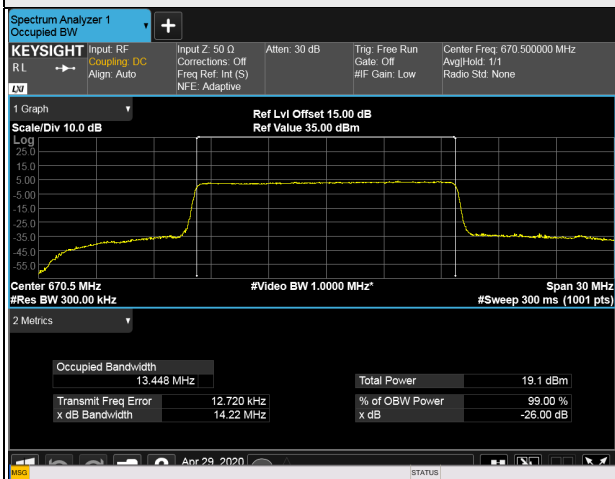 Spectrum Analyzer 1
Occupied BW
+
KEYSIGHT Input: RF Input Z: 50 Ω Atten: 30 dB Trig: Free Run Center Freq: 670.500000 MHz
RL Coupling: DC Corrections: Off Gate: Off Avg|Hold: 1/1
Align: Auto Freq Ref: Int (S) #IF Gain: Low Radio Std: None
LXI NFE: Adaptive
1 Graph
Ref Lvl Offset 15.00 dB
Scale/Div 10.0 dB Ref Value 35.00 dBm
Log
25.0
15.0
5.00
-5.00
-15.0
-25.0
-35.0
-45.0
-55.0
Center 670.5 MHz #Video BW 1.0000 MHz* Span 30 MHz
#Res BW 300.00 kHz #Sweep 300 ms (1001 pts)
2 Metrics
Occupied Bandwidth
13.448 MHz Total Power 19.1 dBm
Transmit Freq Error 12.720 kHz % of OBW Power 99.00 %
x dB Bandwidth 14.22 MHz x dB -26.00 dB
Apr 29, 2020
MSG STATUS